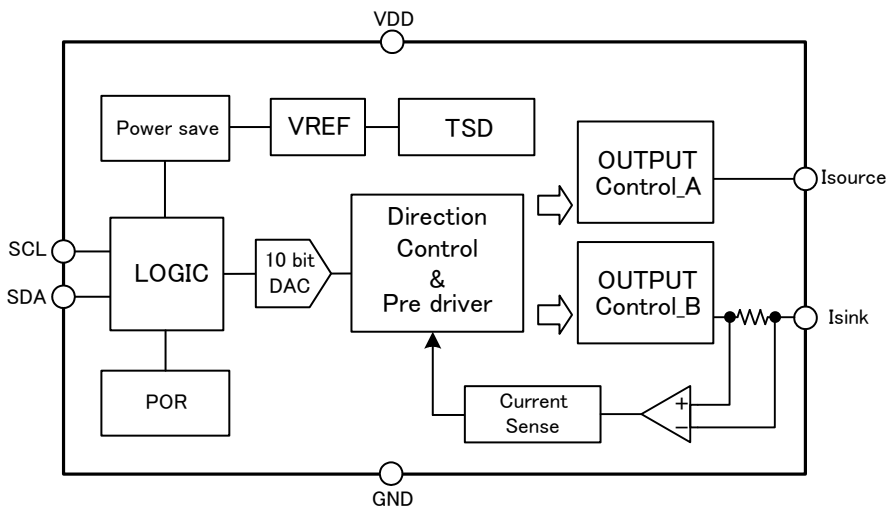 VDD
Power save
VREF
TSD
OUTPUT
Control_A
Isource
SCL
SDA
LOGIC
10 bit
DAC
Direction
Control
&
Pre driver
OUTPUT
Control_B
Isink
POR
Current
Sense
+
−
GND